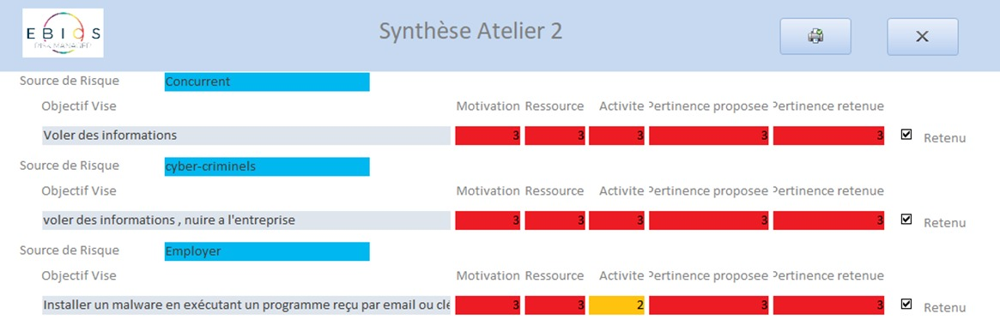 EBIOS
RISK MANAGER
Synthèse Atelier 2
X
Source de Risque Concurrent
Objectif Vise Motivation Ressource Activite Pertinence proposee Pertinence retenue
Voler des informations 3 3 3 3 3 Retenu
Source de Risque cyber-criminels
Objectif Vise Motivation Ressource Activite Pertinence proposee Pertinence retenue
voler des informations , nuire a l'entreprise 3 3 3 3 3 Retenu
Source de Risque Employer
Objectif Vise Motivation Ressource Activite Pertinence proposee Pertinence retenue
Installer un malware en exécutant un programme reçu par email ou clé 3 3 2 3 3 Retenu